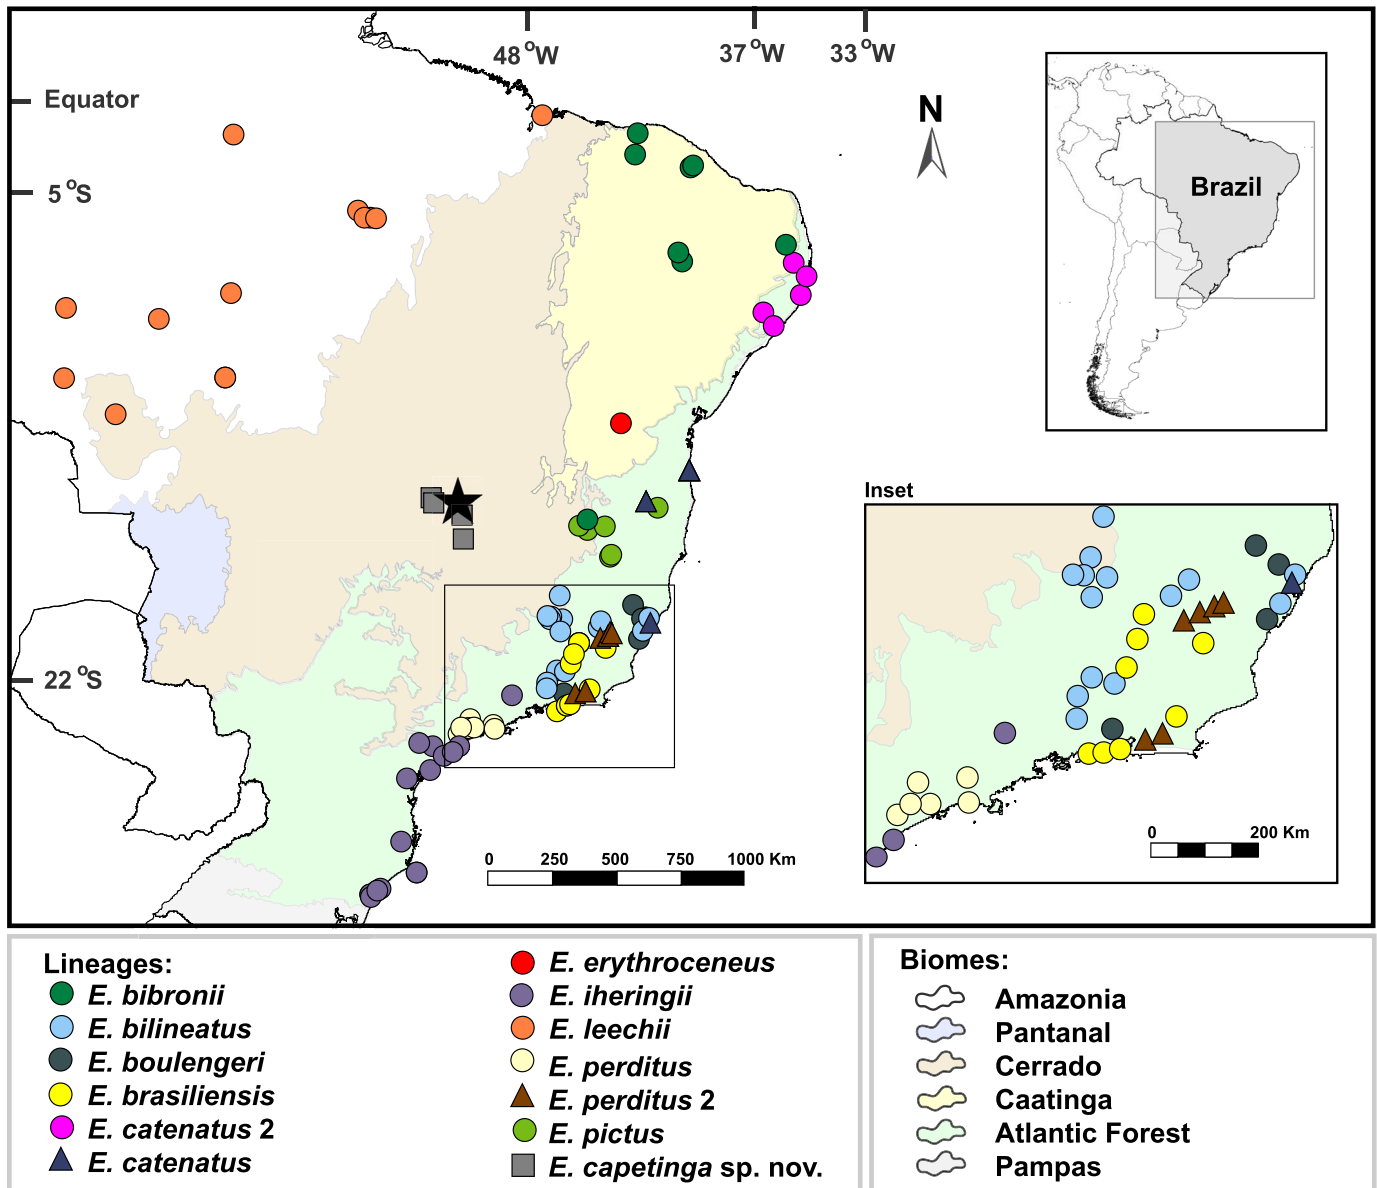 48 °W
37 °W
33 °W
Equator
N
5 °S
Brazil
Inset
22 °S
0 250 500 750 1000 Km
0 200 Km
Lineages:
E. bibronii
E. bilineatus
E. boulengeri
E. brasiliensis
E. catenatus 2
E. catenatus
E. erythroceneus
E. iheringii
E. leechii
E. perditus
E. perditus 2
E. pictus
E. capetinga sp. nov.
Biomes:
Amazonia
Pantanal
Cerrado
Caatinga
Atlantic Forest
Pampas